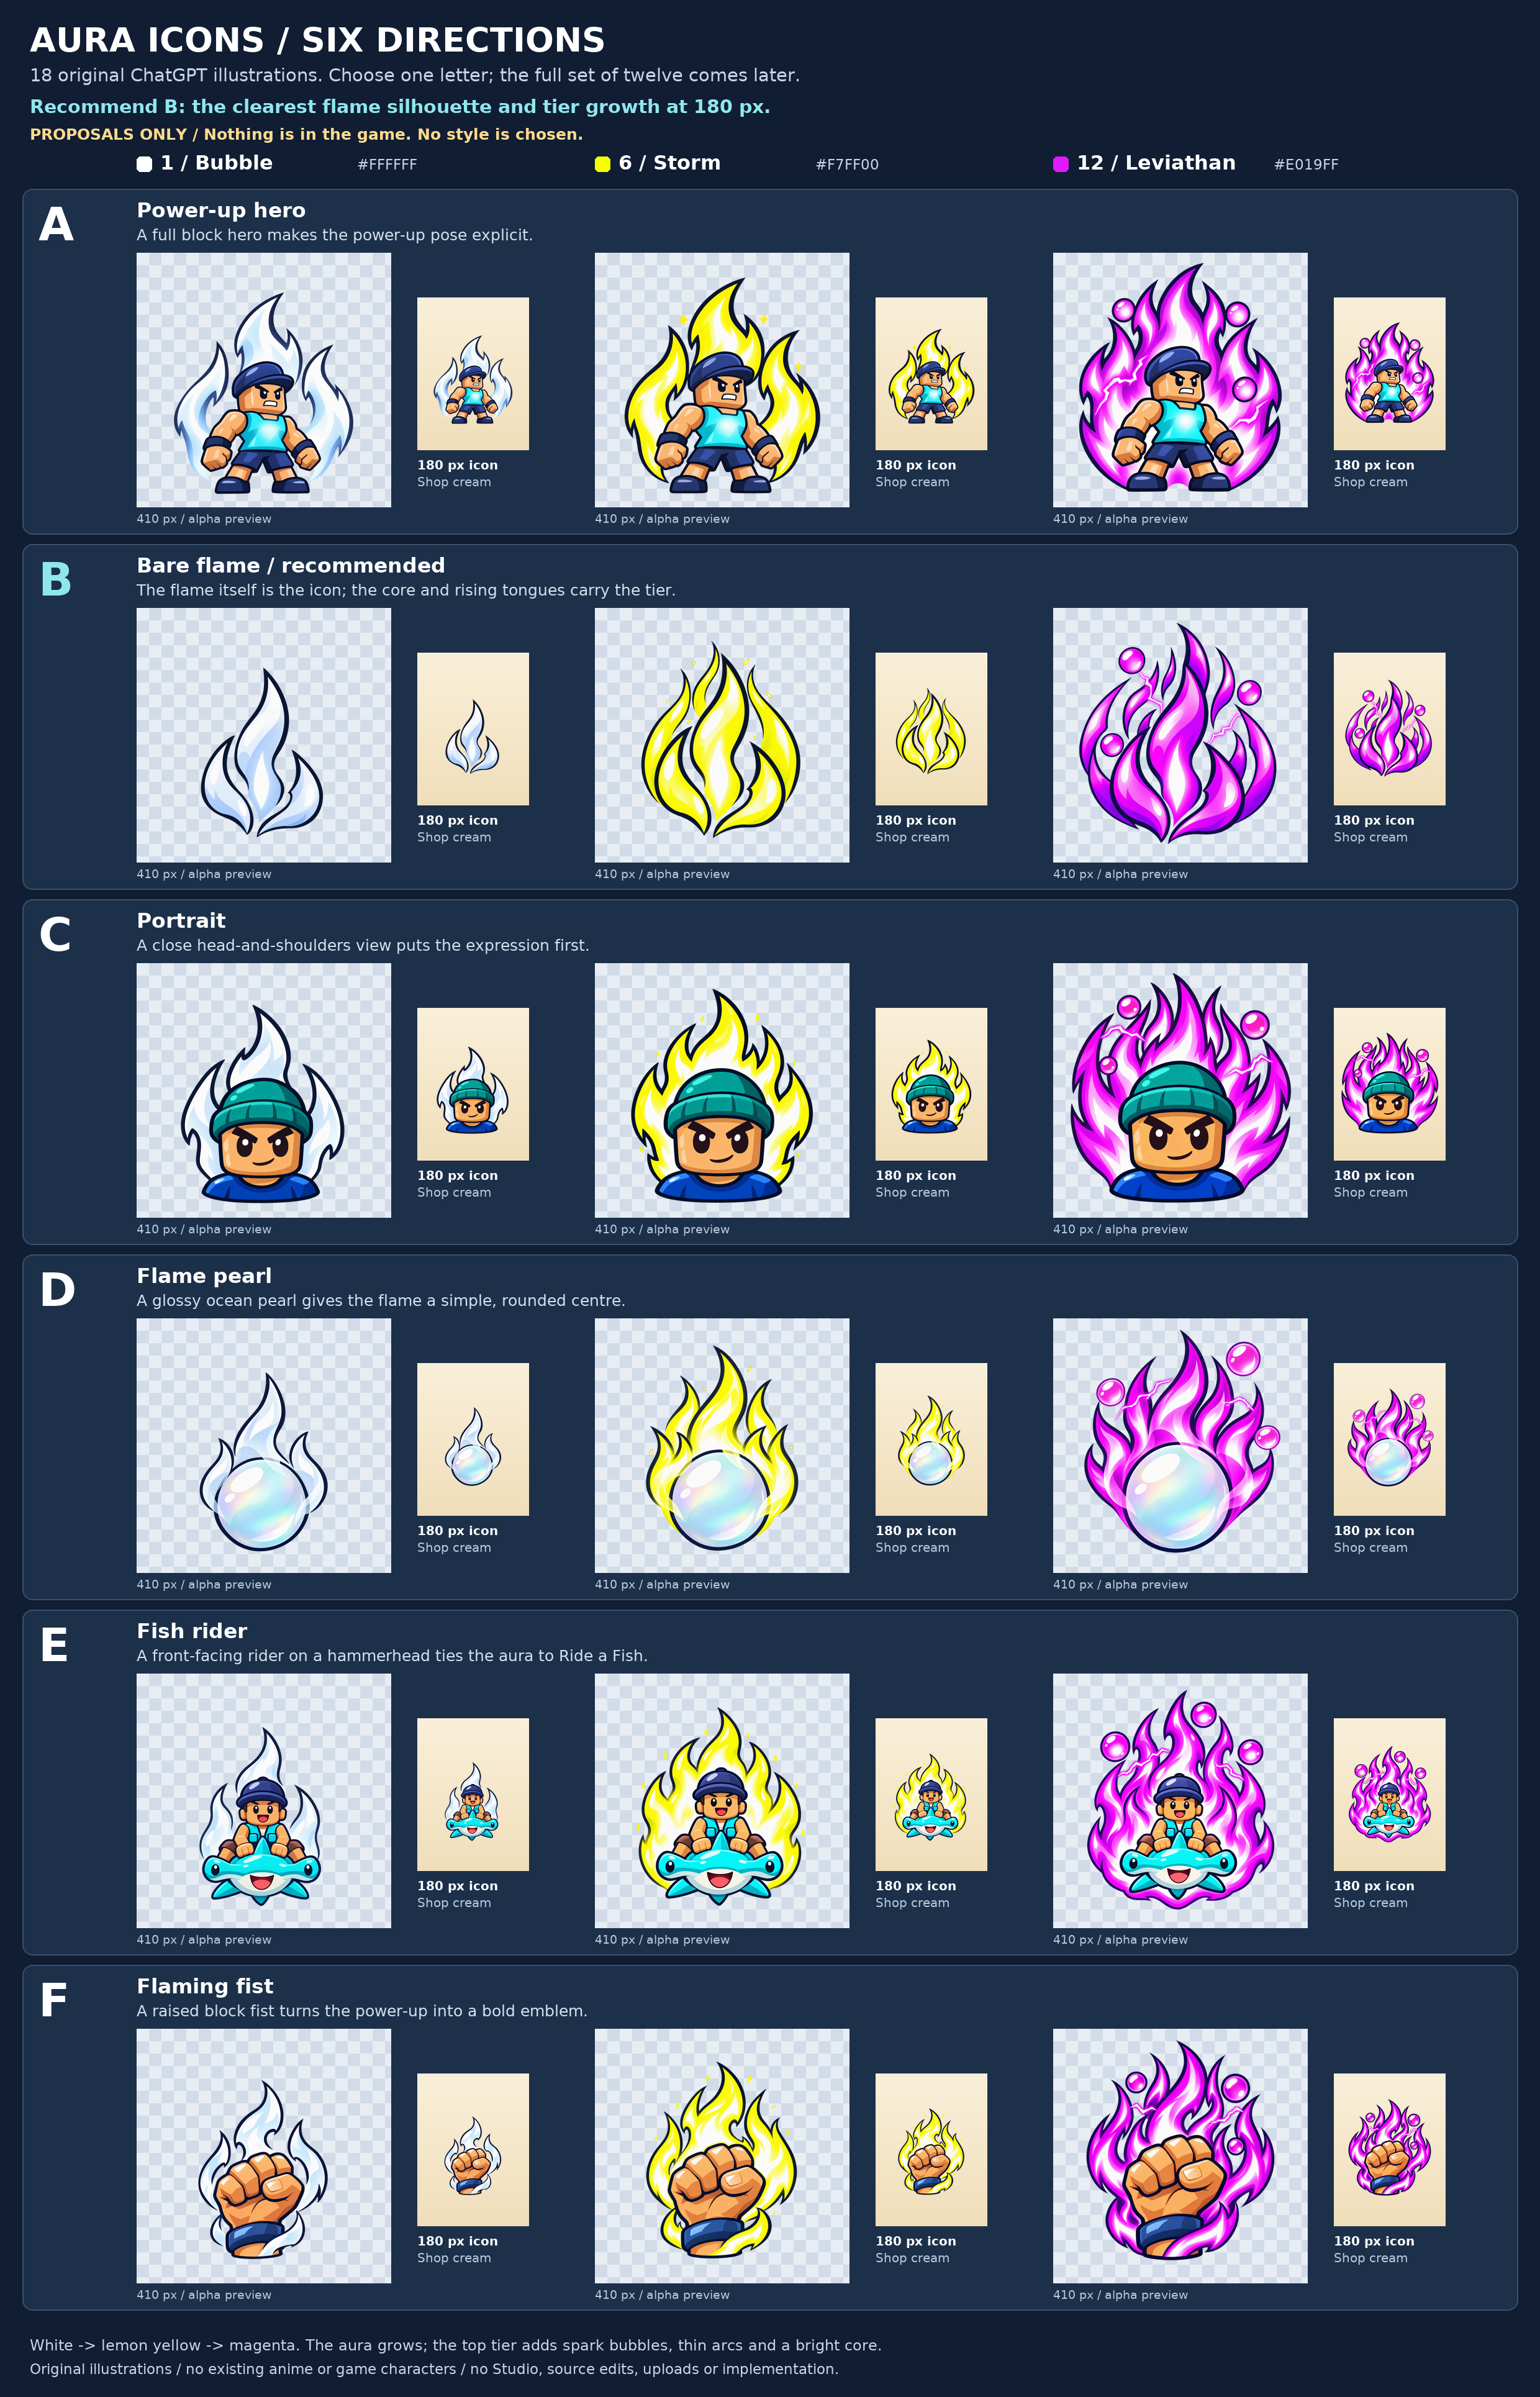 AURA ICONS / SIX DIRECTIONS
18 original ChatGPT illustrations. Choose one letter; the full set of twelve comes later.
Recommend B: the clearest flame silhouette and tier growth at 180 px.
PROPOSALS ONLY / Nothing is in the game. No style is chosen.
1 / Bubble #FFFFFF 6 / Storm #F7FF00 12 / Leviathan #E019FF
A
Power-up hero
A full block hero makes the power-up pose explicit.
180 px icon 180 px icon 180 px icon
Shop cream Shop cream Shop cream
410 px / alpha preview 410 px / alpha preview 410 px / alpha preview
B
Bare flame / recommended
The flame itself is the icon; the core and rising tongues carry the tier.
180 px icon 180 px icon 180 px icon
Shop cream Shop cream Shop cream
410 px / alpha preview 410 px / alpha preview 410 px / alpha preview
C
Portrait
A close head-and-shoulders view puts the expression first.
180 px icon 180 px icon 180 px icon
Shop cream Shop cream Shop cream
410 px / alpha preview 410 px / alpha preview 410 px / alpha preview
D
Flame pearl
A glossy ocean pearl gives the flame a simple, rounded centre.
180 px icon 180 px icon 180 px icon
Shop cream Shop cream Shop cream
410 px / alpha preview 410 px / alpha preview 410 px / alpha preview
E
Fish rider
A front-facing rider on a hammerhead ties the aura to Ride a Fish.
180 px icon 180 px icon 180 px icon
Shop cream Shop cream Shop cream
410 px / alpha preview 410 px / alpha preview 410 px / alpha preview
F
Flaming fist
A raised block fist turns the power-up into a bold emblem.
180 px icon 180 px icon 180 px icon
Shop cream Shop cream Shop cream
410 px / alpha preview 410 px / alpha preview 410 px / alpha preview
White -> lemon yellow -> magenta. The aura grows; the top tier adds spark bubbles, thin arcs and a bright core.
Original illustrations / no existing anime or game characters / no Studio, source edits, uploads or implementation.